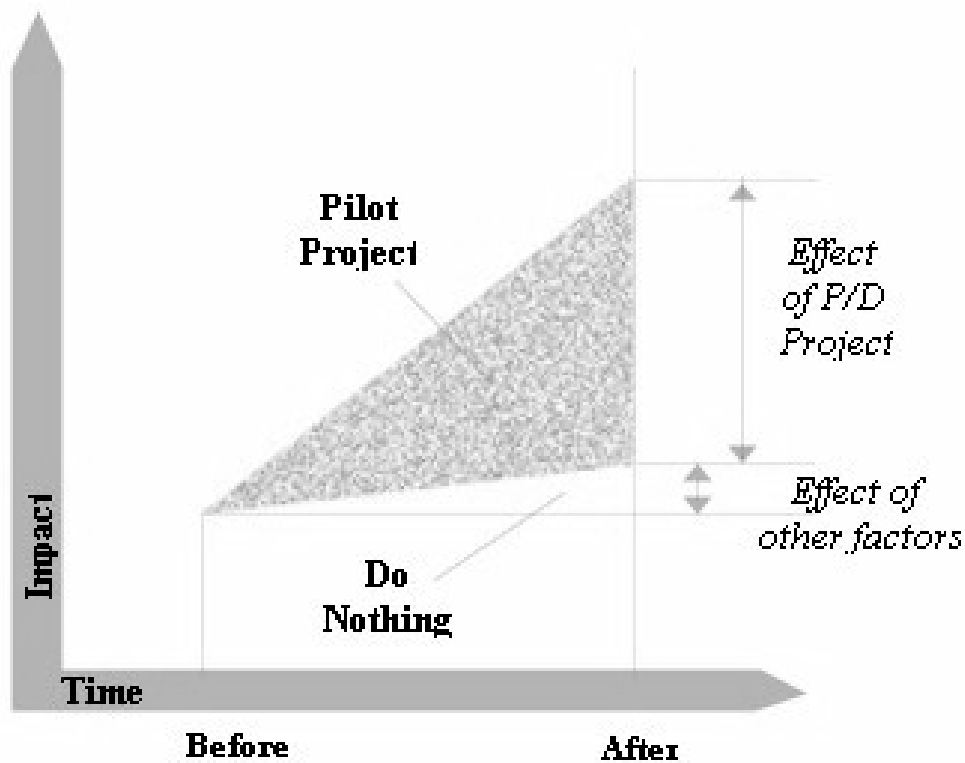 Pilot
Project
Effect
of P/D
Project
Effect of
other factors
Do
Nothing
Impact
Time
Before
After